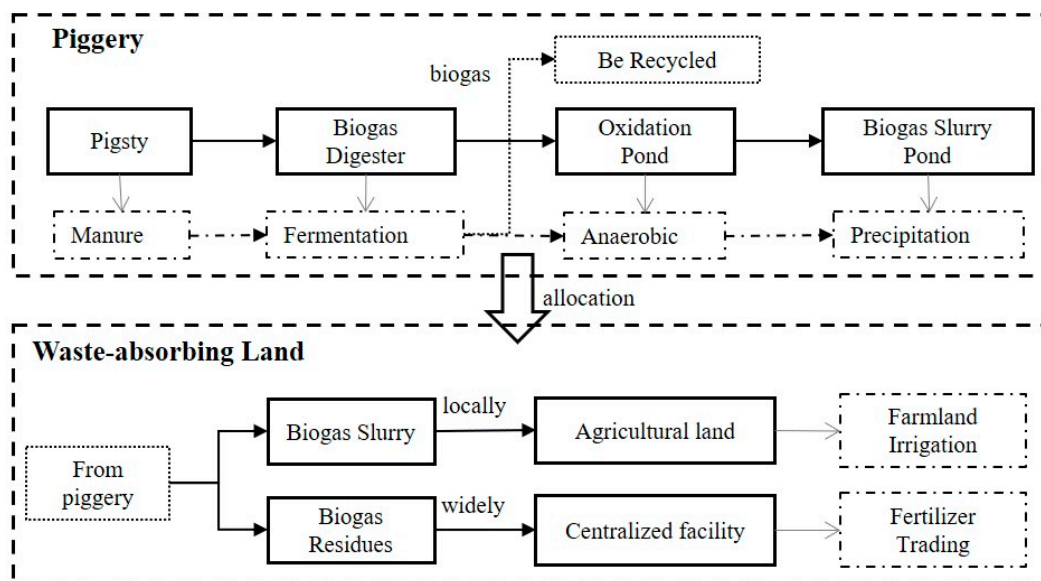 Piggery
biogas
Be Recycled
Pigsty
Biogas
Digester
Oxidation
Pond
Biogas Slurry
Pond
Manure
Fermentation
Anaerobic
Precipitation
allocation
Waste-absorbing Land
From
piggery
Biogas Slurry
locally
Agricultural land
Farmland
Irrigation
Biogas
Residues
widely
Centralized facility
Fertilizer
Trading